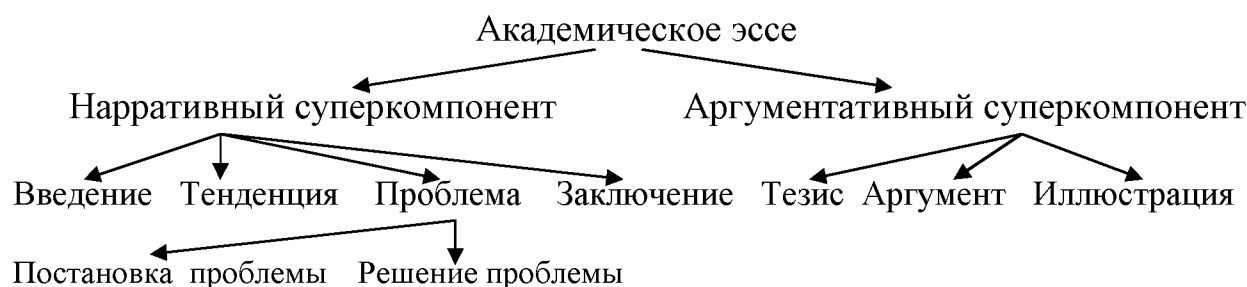 Академическое эссе
Нарративный суперкомпонент Аргументативный суперкомпонент
Введение Тенденция Проблема Заключение Тезис Аргумент Иллюстрация
Постановка проблемы Решение проблемы